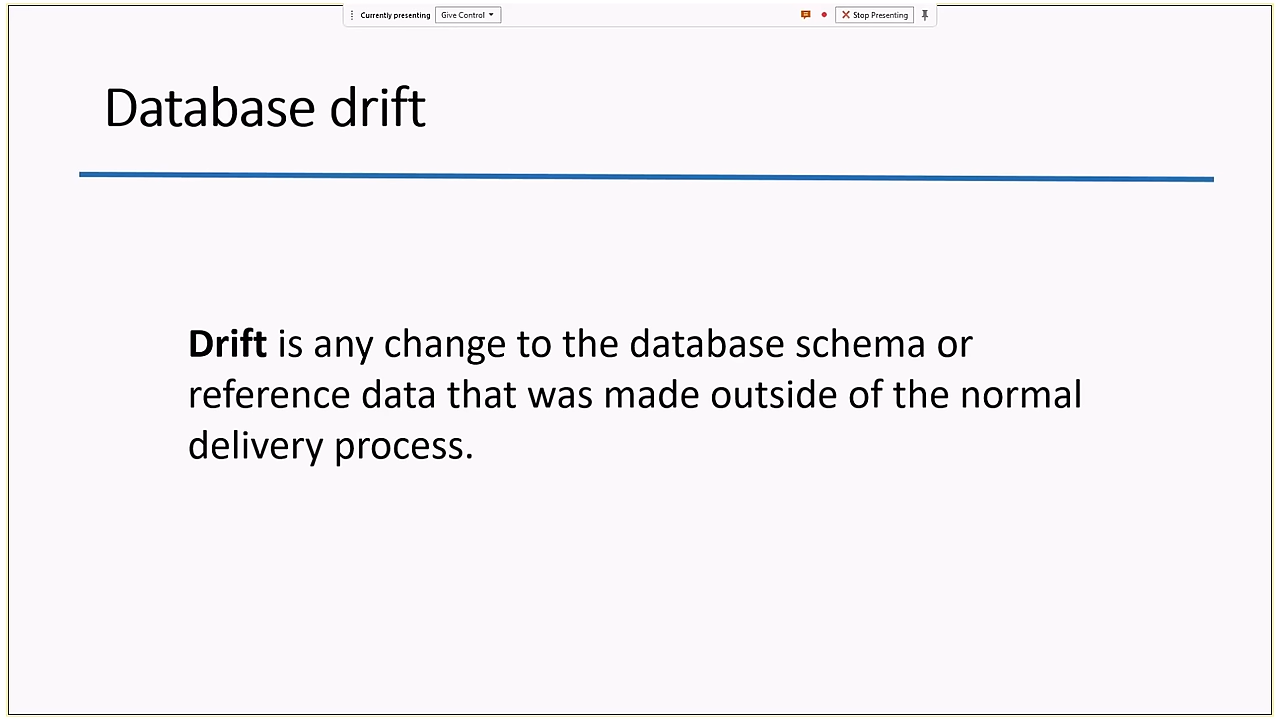 Currently presenting Give Control Stop Presenting
Database drift
Drift is any change to the database schema or
reference data that was made outside of the normal
delivery process.